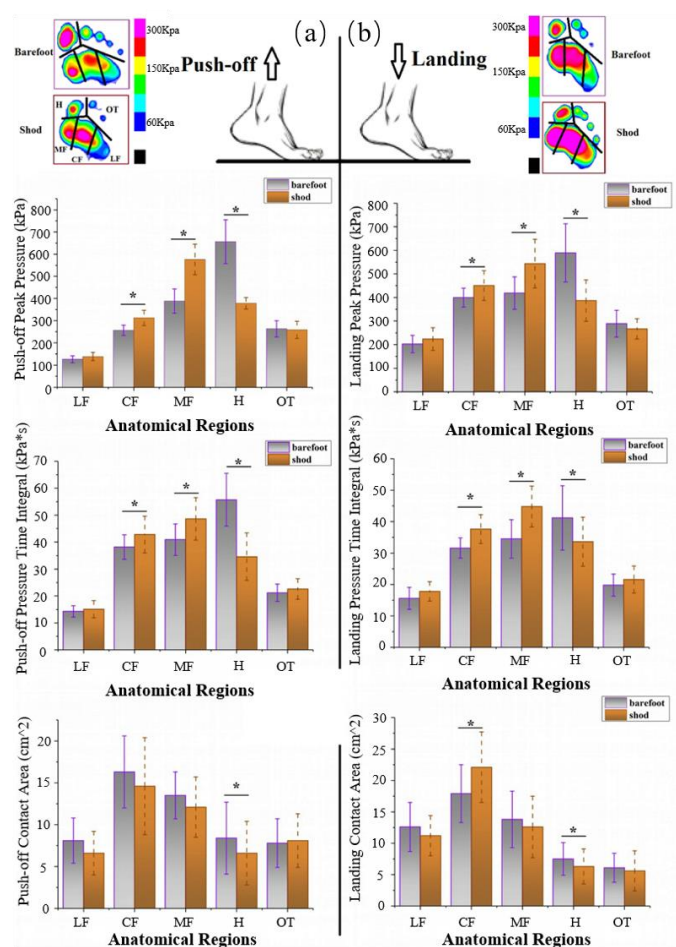 (a) (b)
Barefoot
300Kpa
150Kpa
60Kpa
Push-off
Shod
H
OT
MF
CF
LF
Landing
300Kpa
150Kpa
60Kpa
Barefoot
Shod
barefoot
shod
Push-off Peak Pressure (kPa)
800
700
600
500
400
300
200
100
0
* * *
LF CF MF H OT
Anatomical Regions
barefoot
shod
Landing Peak Pressure (kPa)
800
700
600
500
400
300
200
100
0
* * *
LF CF MF H OT
Anatomical Regions
barefoot
shod
Push-off Pressure Time Integral (kPa*s)
70
60
50
40
30
20
10
0
* * *
LF CF MF H OT
Anatomical Regions
barefoot
shod
Landing Pressure Time Integral (kPa*s)
60
50
40
30
20
10
0
* * *
LF CF MF H OT
Anatomical Regions
Push-off Contact Area (cm^2)
20
15
10
5
0
*
LF CF MF H OT
Anatomical Regions
barefoot
shod
Landing Contact Area (cm^2)
30
25
20
15
10
5
0
* *
LF CF MF H OT
Anatomical Regions